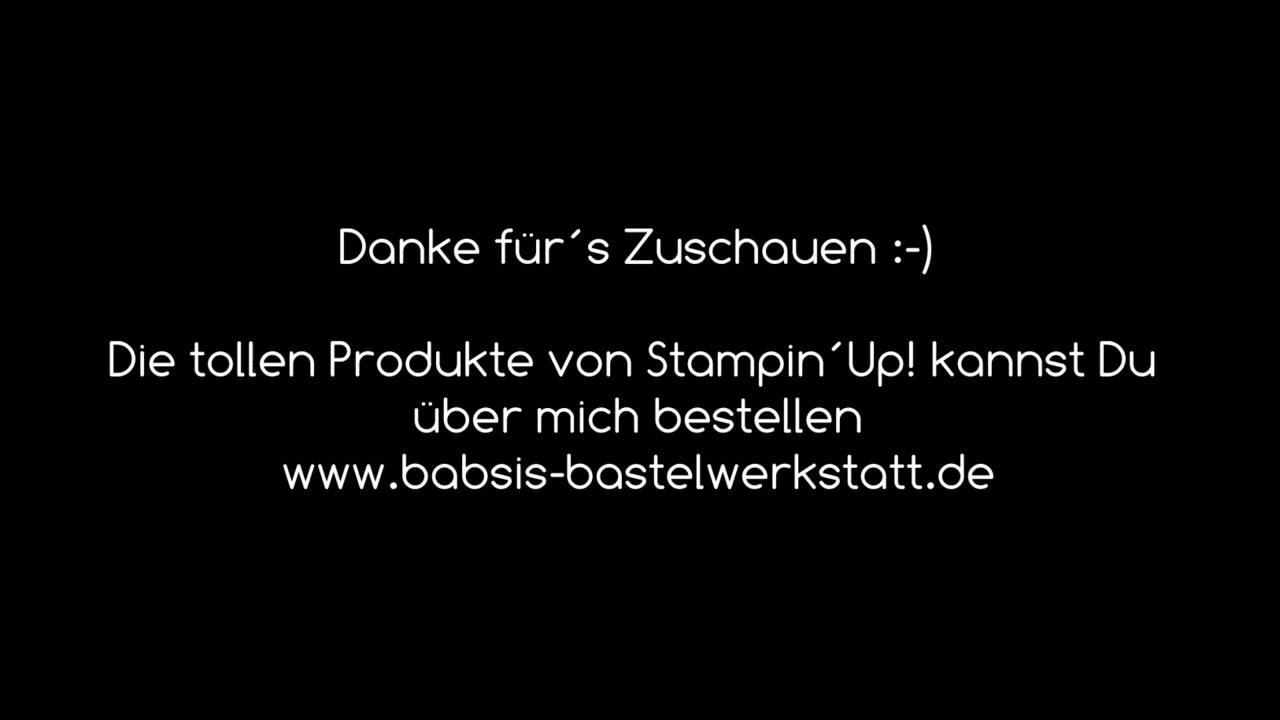 Danke für´s Zuschauen :-)
Die tollen Produkte von Stampin´Up! kannst Du
über mich bestellen
www.babsis-bastelwerkstatt.de